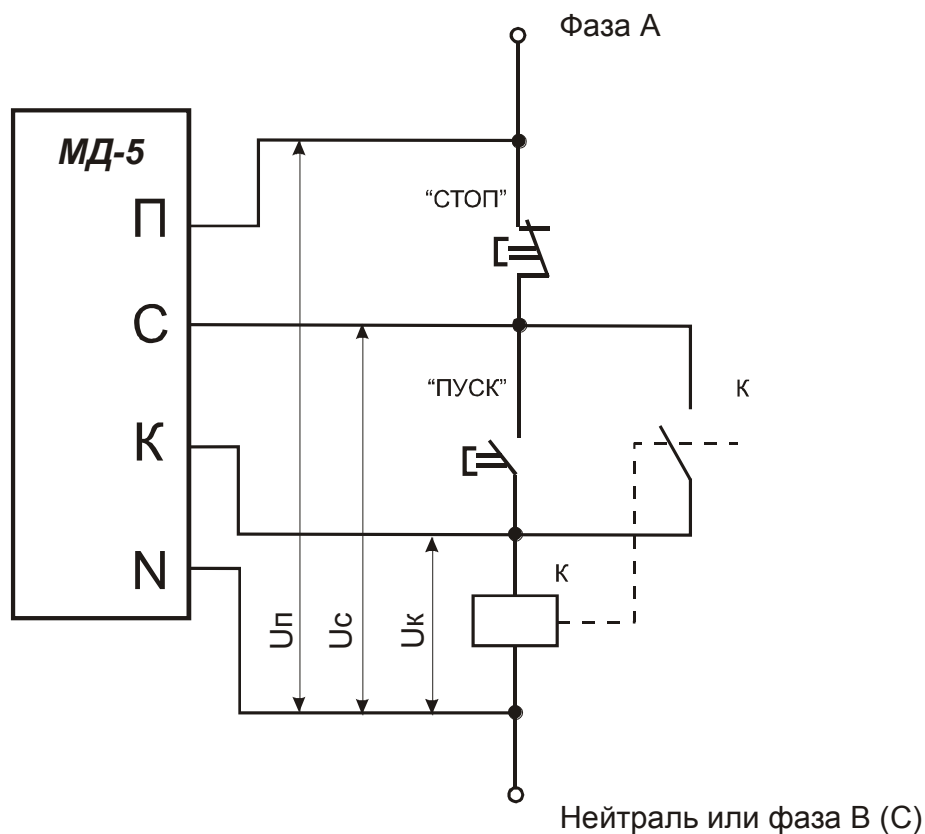 Фаза А
МД-5
П
"СТОП"
С
"ПУСК"
К
К
N
К
Uп
Uс
Uк
Нейтраль или фаза В (С)